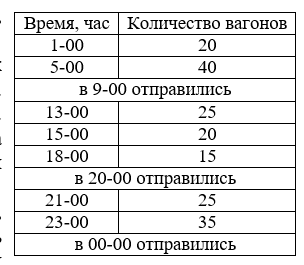 Время, час Количество вагонов
1-00 20
5-00 40
в 9-00 отправились
13-00 25
15-00 20
18-00 15
в 20-00 отправились
21-00 25
23-00 35
в 00-00 отправились